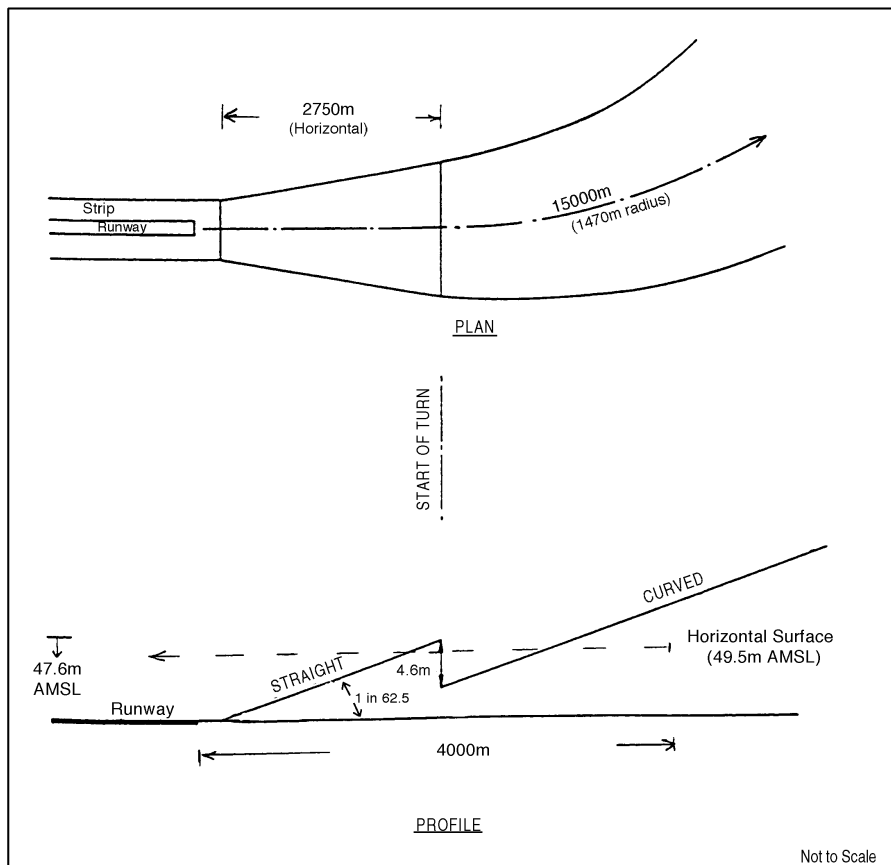 2750m
(Horizontal)
Strip
Runway
15000m
(1470m radius)
PLAN
START OF TURN
CURVED
Horizontal Surface
(49.5m AMSL)
47.6m
AMSL
STRAIGHT
4.6m
1 in 62.5
Runway
4000m
PROFILE
Not to Scale